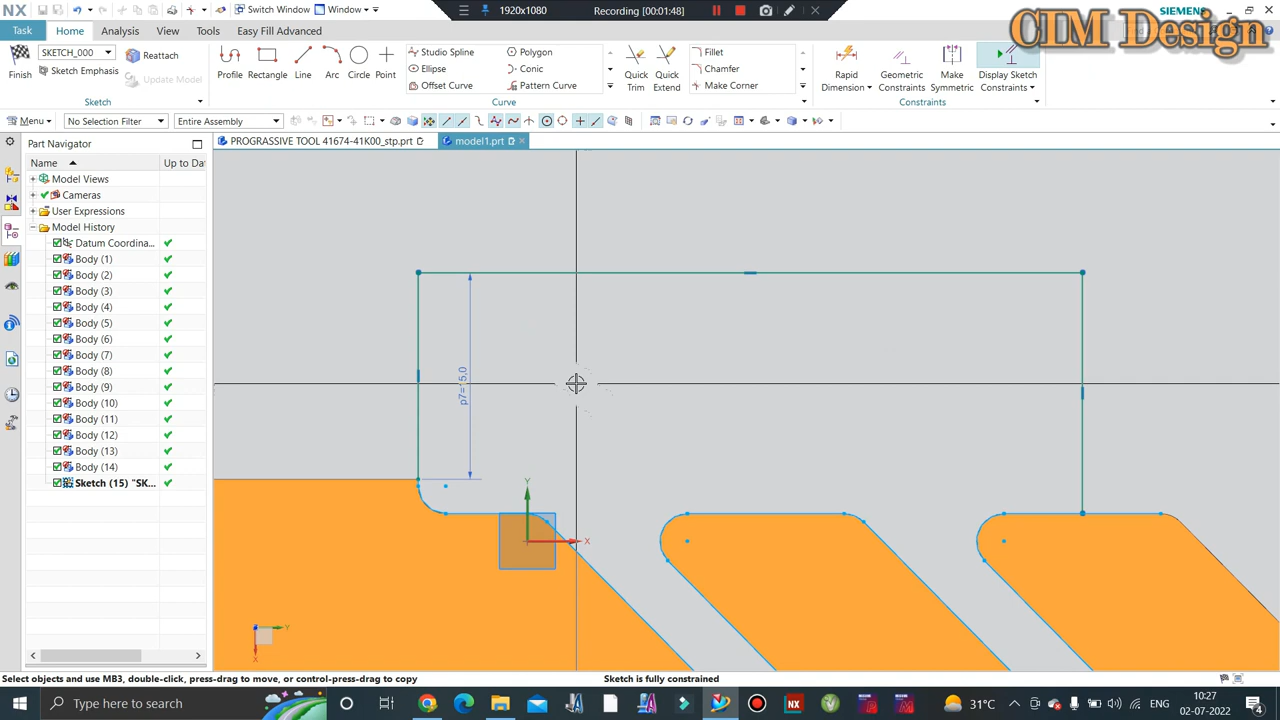 NX
Switch Window
Window
1920x1080
Recording [00:01:48]
SIEMENS
CIM Design
Task
Home
Analysis
View
Tools
Easy Fill Advanced
Finish
SKETCH_000
Sketch Emphasis
Reattach
Update Model
Sketch
Profile
Rectangle
Line
Arc
Circle
Point
Studio Spline
Ellipse
Offset Curve
Polygon
Conic
Pattern Curve
Quick Trim
Quick Extend
Fillet
Chamfer
Make Corner
Curve
Rapid Dimension
Geometric Constraints
Make Symmetric
Display Sketch Constraints
Constraints
Menu
No Selection Filter
Entire Assembly
Part Navigator
PROGRASSIVE TOOL 41674-41K00_stp.prt
model1.prt
Name
Up to Da
Model Views
Cameras
User Expressions
Model History
Datum Coordina...
Body (1)
Body (2)
Body (3)
Body (4)
Body (5)
Body (6)
Body (7)
Body (8)
Body (9)
Body (10)
Body (11)
Body (12)
Body (13)
Body (14)
Sketch (15) "SK...
p7=15,0
Y
X
Y
X
Select objects and use MB3, double-click, press-drag to move, or control-press-drag to copy
Sketch is fully constrained
Type here to search
31°C
ENG
10:27
02-07-2022
4